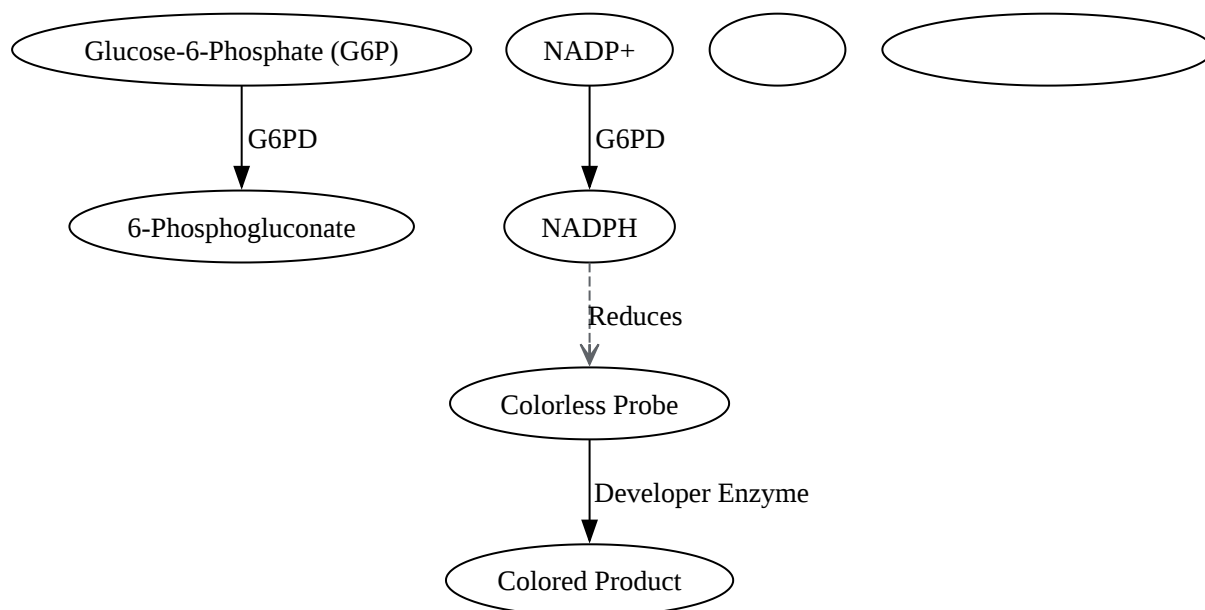 Glucose-6-Phosphate (G6P)
NADP+
G6PD
G6PD
6-Phosphogluconate
NADPH
Reduces
Colorless Probe
Developer Enzyme
Colored Product